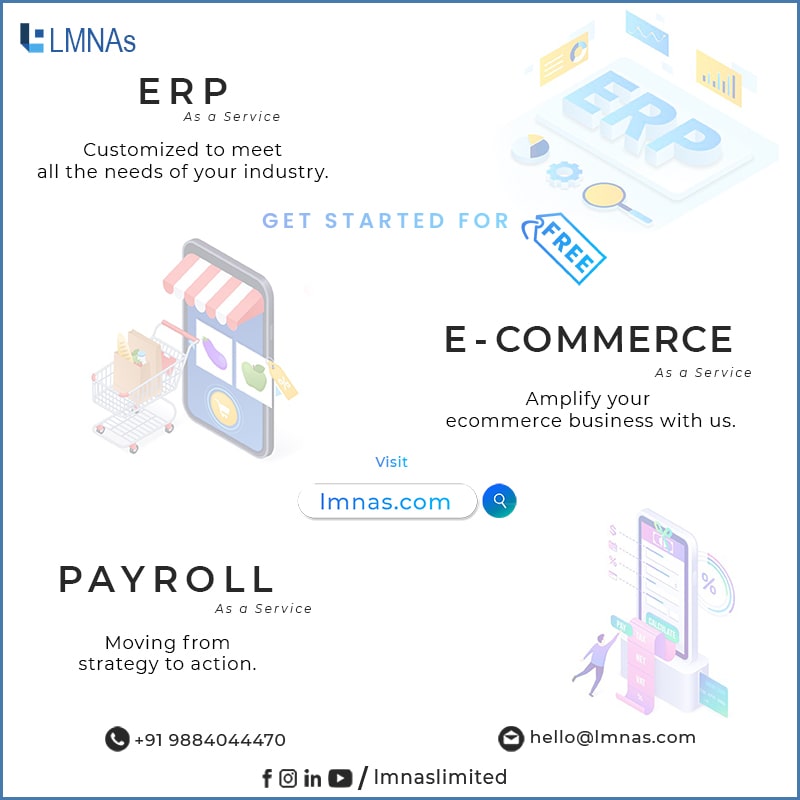 LMNAs
ERP
As a Service
Customized to meet
all the needs of your industry.
ERP
GET STARTED FOR
FREE
E-COMMERCE
As a Service
Amplify your
ecommerce business with us.
Visit
lmnas.com
PAYROLL
As a Service
Moving from
strategy to action.
%
PAY
CALCULATE
+91 9884044470
hello@lmnas.com
/lmnaslimited